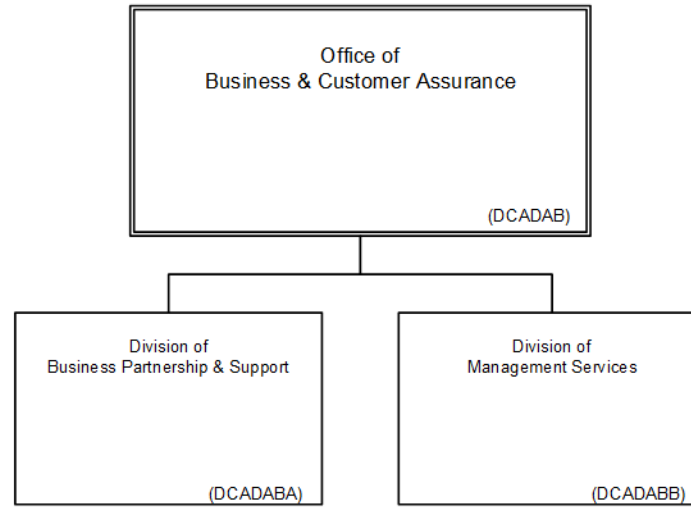 Office of
Business & Customer Assurance
(DCADAB)
Division of
Business Partnership & Support
(DCADABA)
Division of
Management Services
(DCADABB)